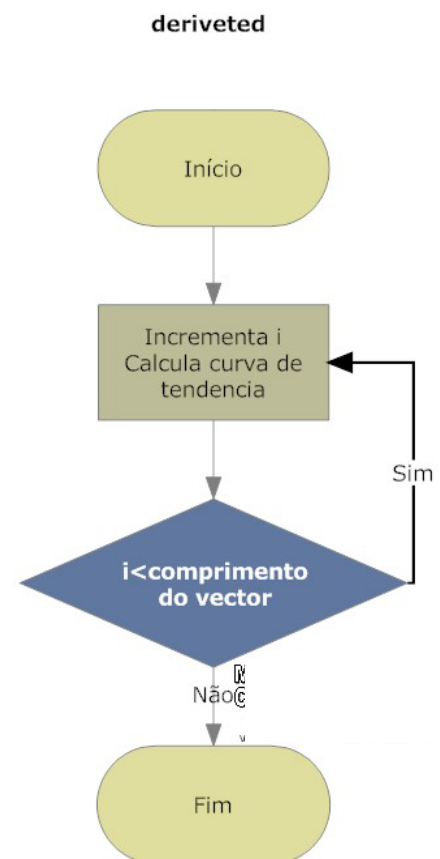 deriveted
Início
Incrementa i
Calcula curva de
tendencia
Sim
i<comprimento
do vector
Não
Fim